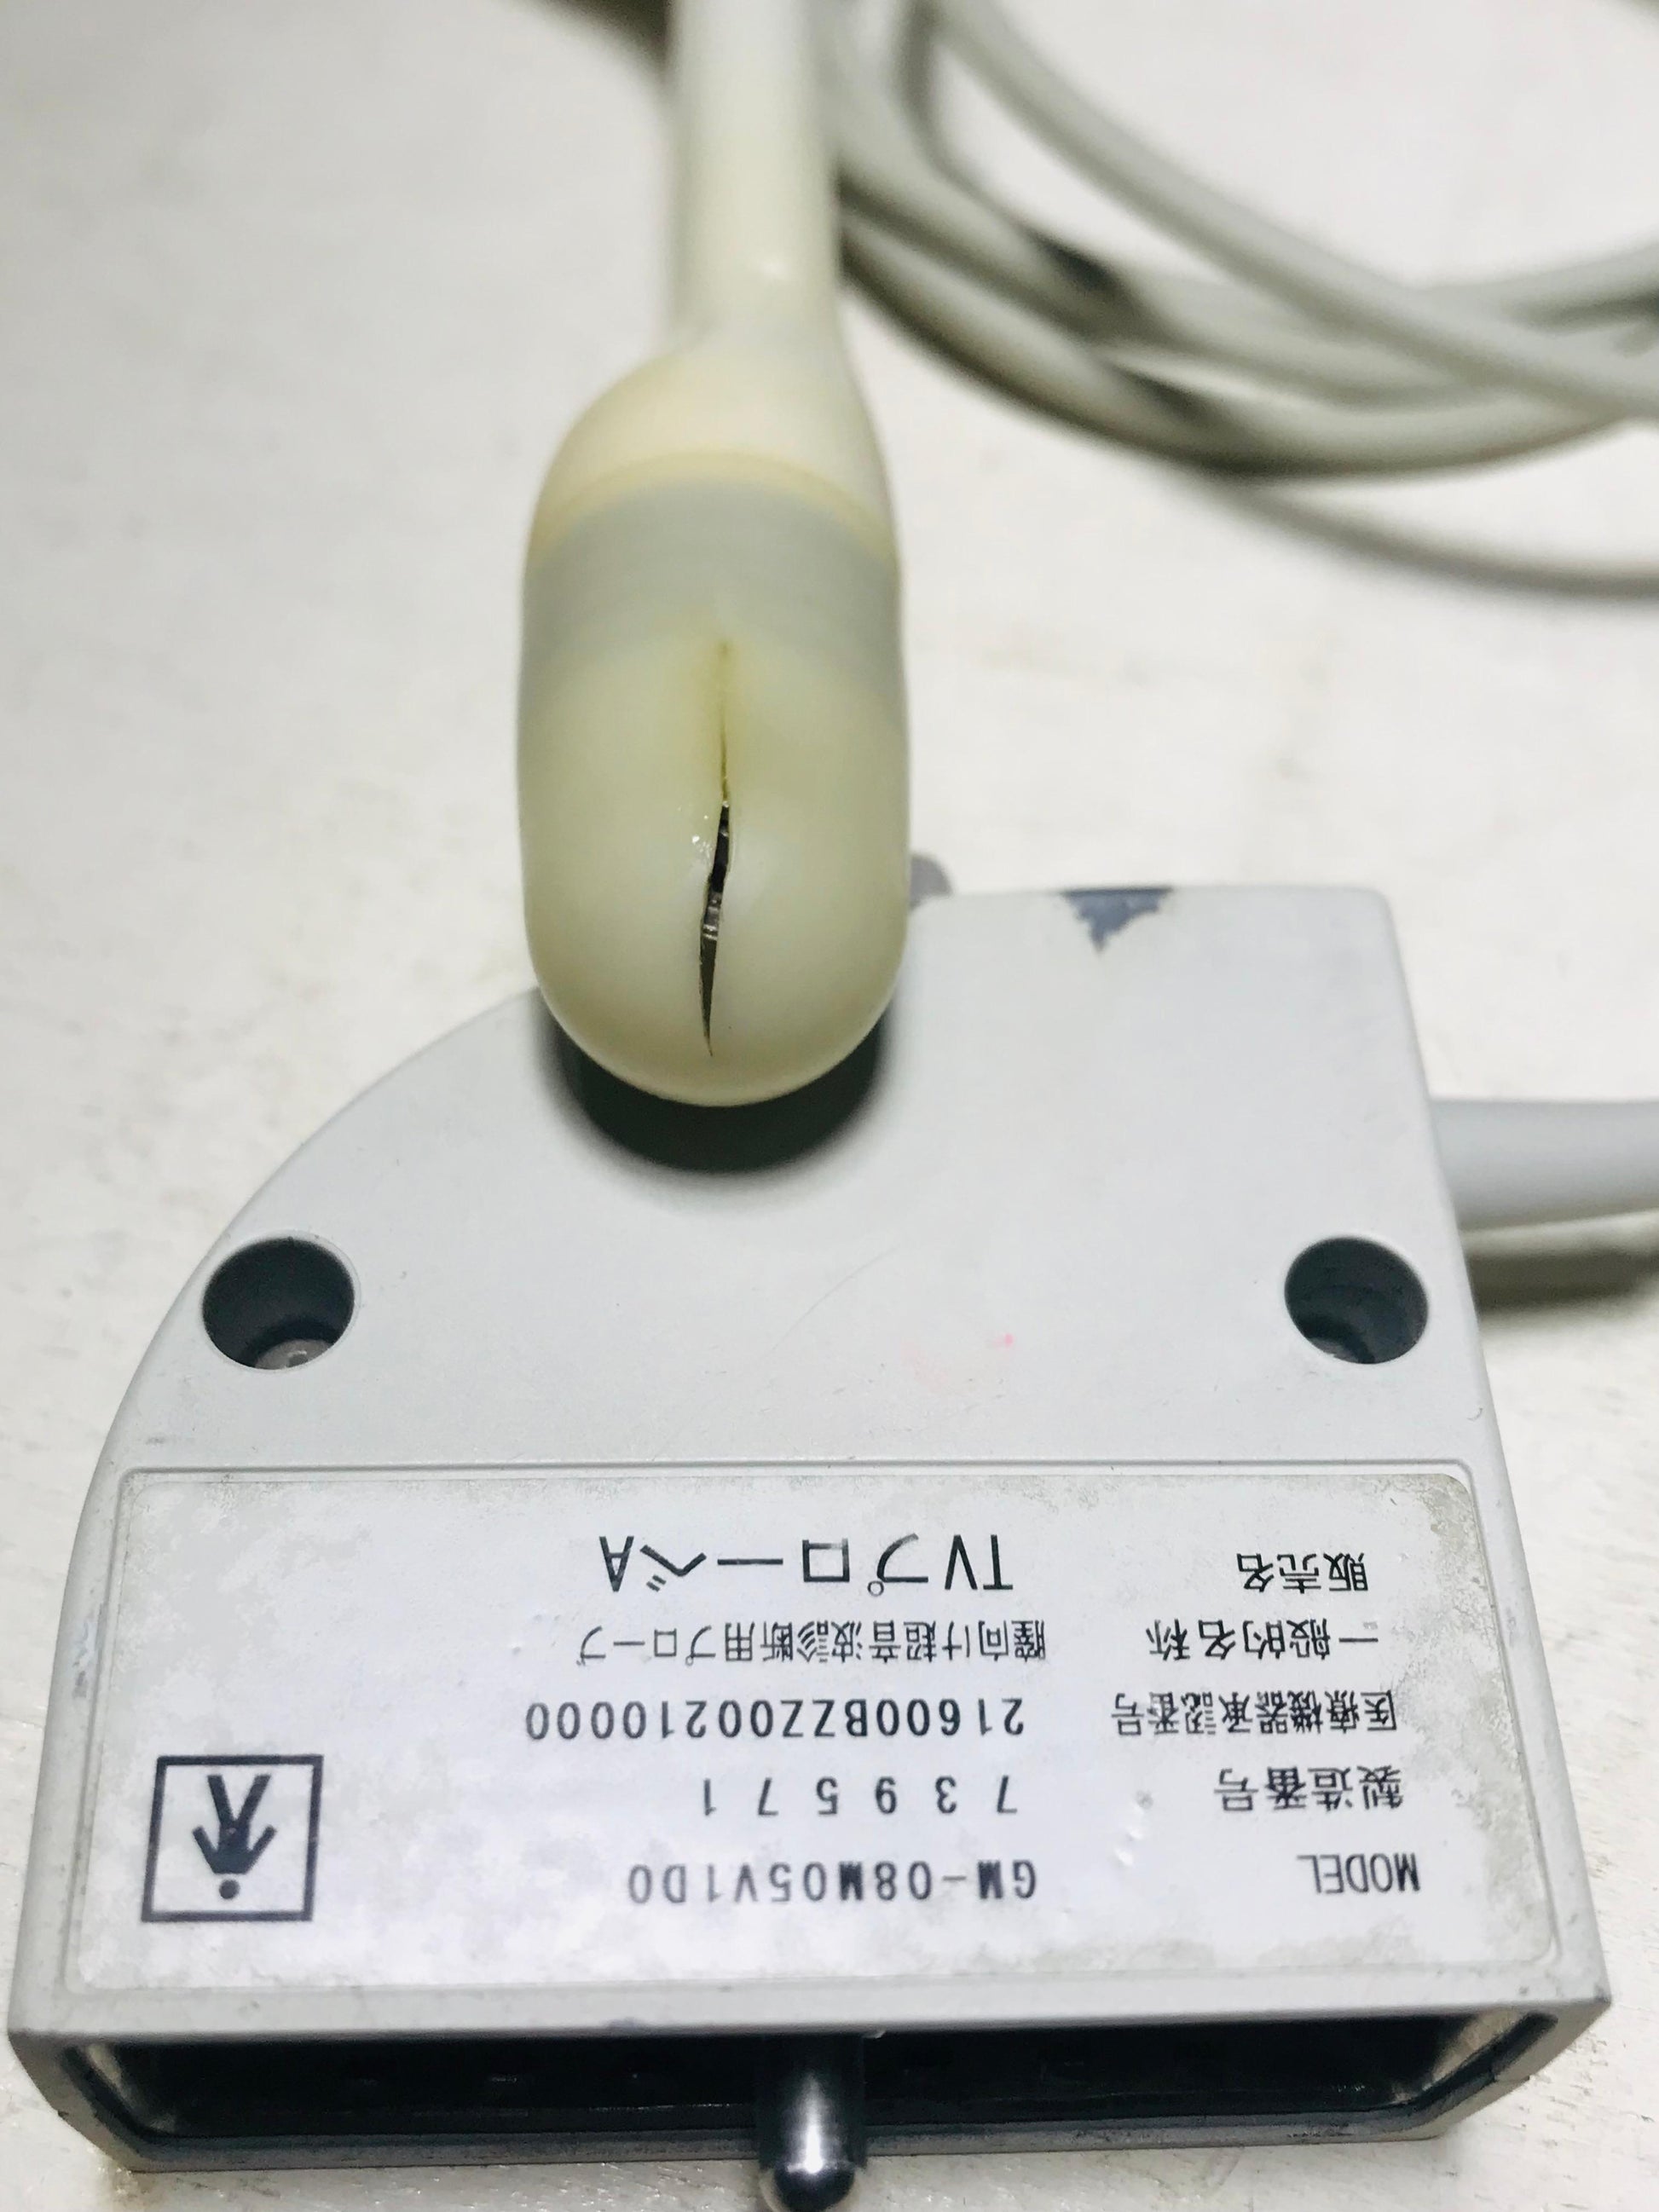 販売名 TVプローベA
一般的名称 膣向け超音波診断用プローブ
医療機器承認番号 21600BZZ00210000
製造番号 739571
MODEL GM-08M05V1D0